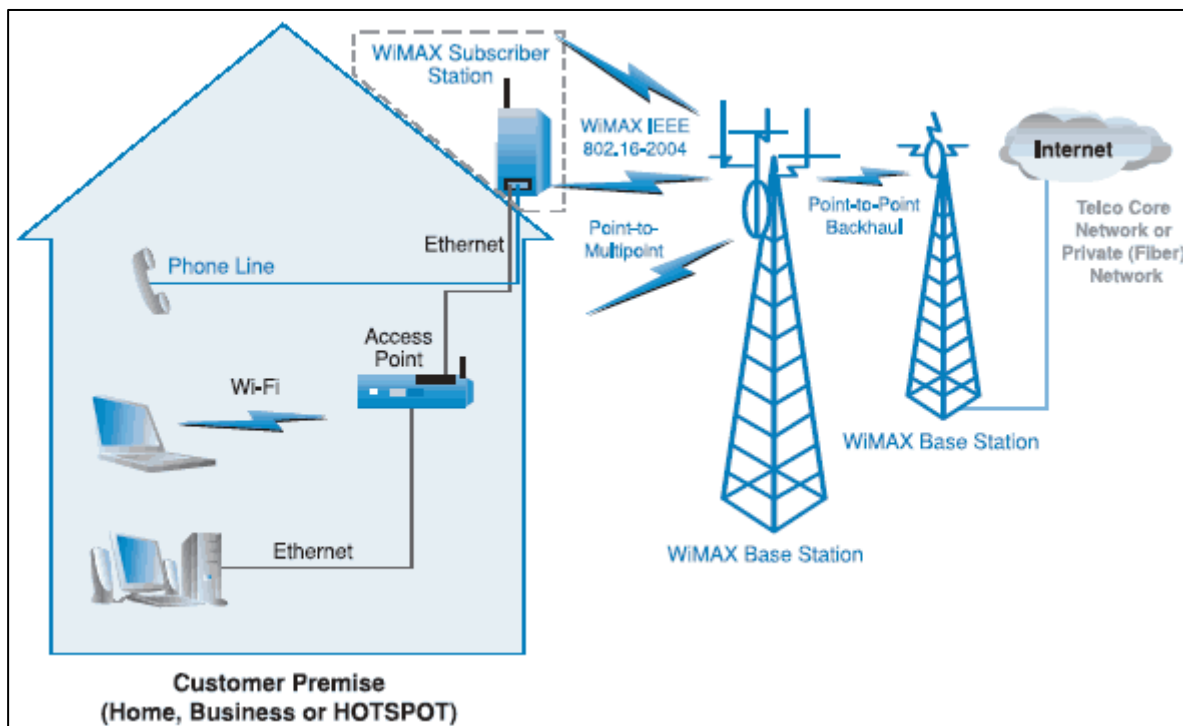 WiMAX Subscriber
Station
WiMAX IEEE
802.16-2004
Internet
Point-to-Point
Backhaul
Telco Core
Network or
Private (Fiber)
Network
Ethernet
Point-to-
Multipoint
Phone Line
Access
Point
Wi-Fi
WiMAX Base Station
Ethernet
WiMAX Base Station
Customer Premise
(Home, Business or HOTSPOT)